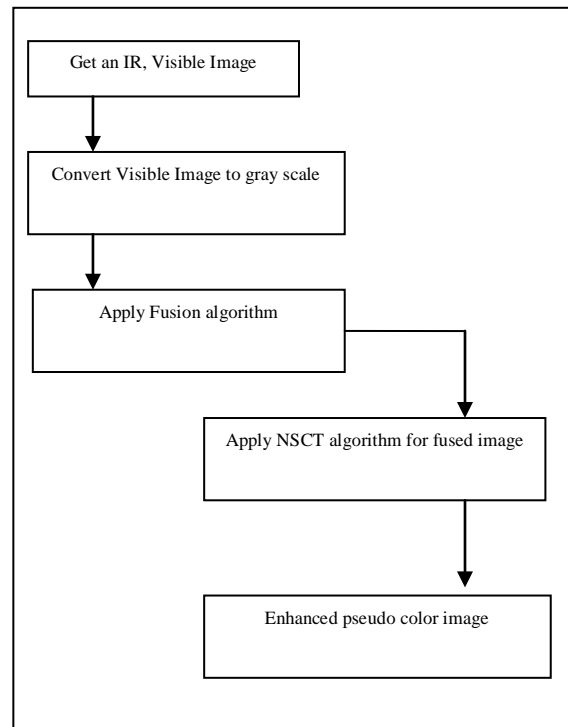 Get an IR, Visible Image
Convert Visible Image to gray scale
Apply Fusion algorithm
Apply NSCT algorithm for fused image
Enhanced pseudo color image